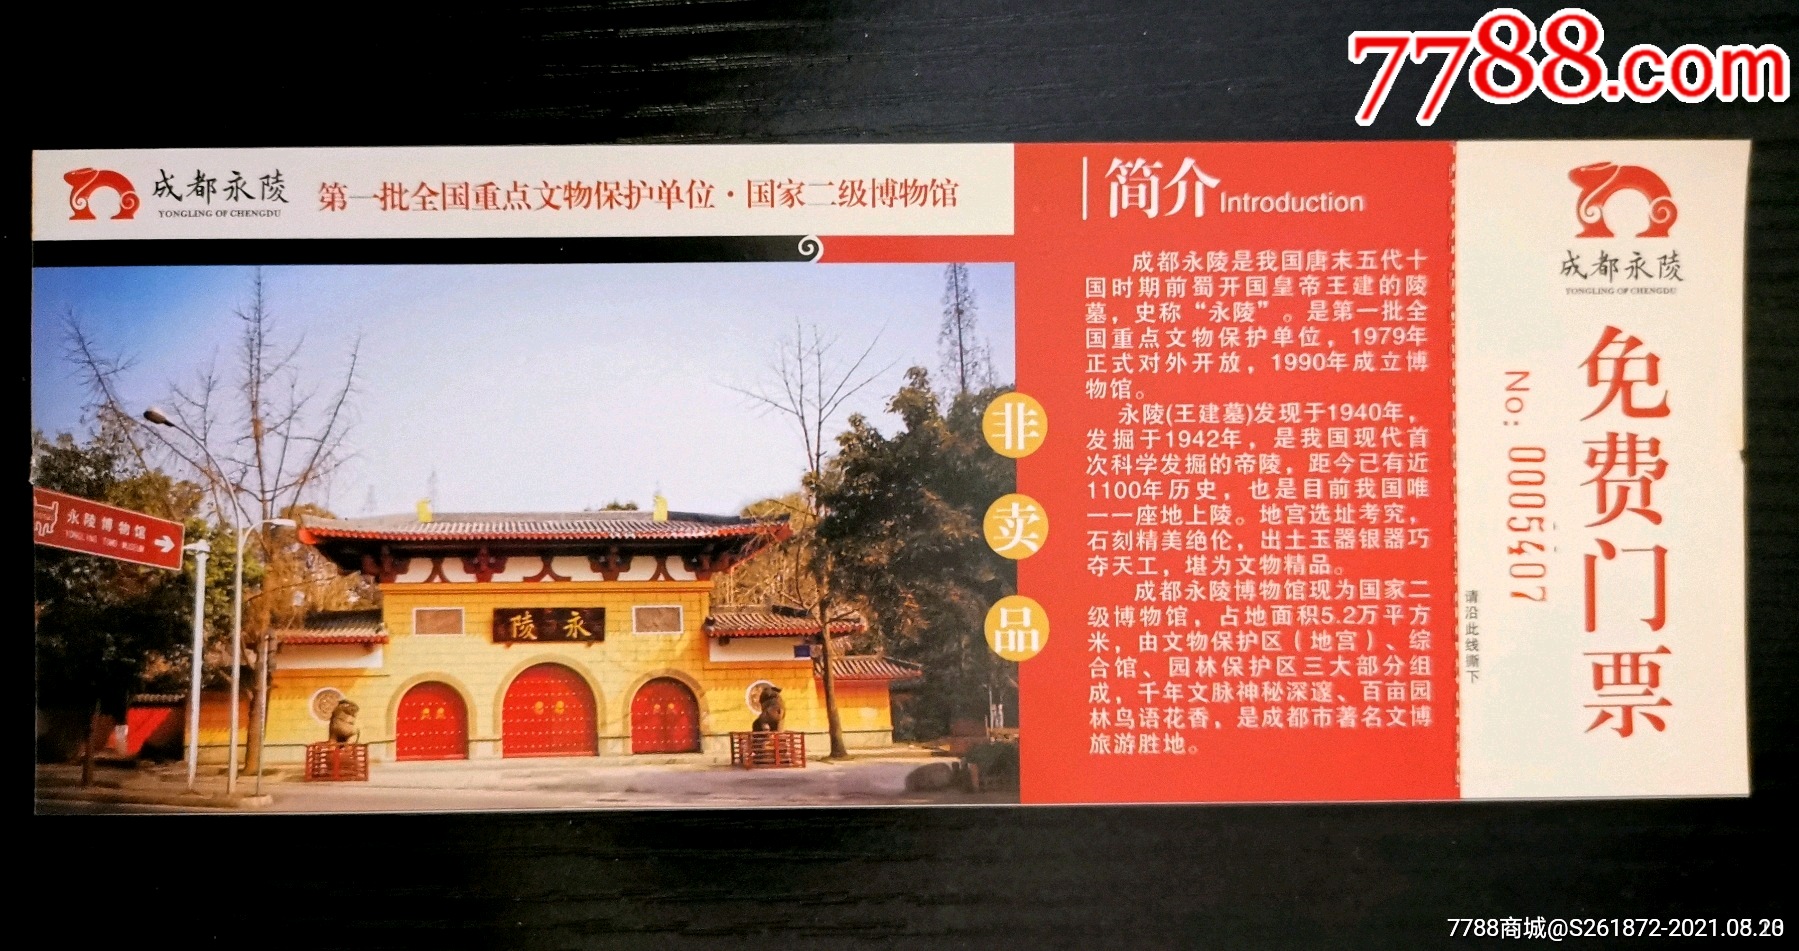 7788.com
成都永陵
YONGLING OF CHENGDU
第一批全国重点文物保护单位·国家二级博物馆
永陵博物馆
永陵
非
卖
品
简介Introduction
成都永陵是我国唐末五代十
国时期前蜀开国皇帝王建的陵
墓，史称“永陵”。是第一批全
国重点文物保护单位，1979年
正式对外开放，1990年成立博
物馆。
永陵(王建墓)发现于1940年，
发掘于1942年，是我国现代首
次科学发掘的帝陵，距今已有近
1100年历史，也是目前我国唯
一一座地上陵。地宫选址考究，
石刻精美绝伦，出土玉器银器巧
夺天工，堪为文物精品。
成都永陵博物馆现为国家二
级博物馆，占地面积5.2万平方
米，由文物保护区（地宫）、综
合馆、园林保护区三大部分组
成，千年文脉神秘深邃、百亩园
林鸟语花香，是成都市著名文博
旅游胜地。
请沿此线撕下
成都永陵
YONGLING OF CHENGDU
免费门票
No: 0005407
7788商城@S261872-2021.08.20